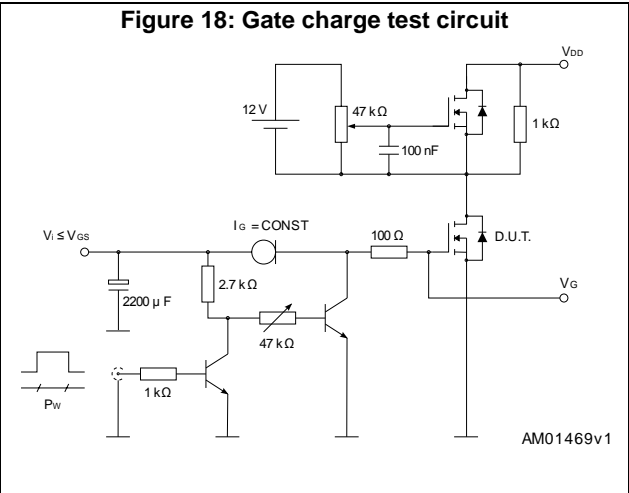 Figure 18: Gate charge test circuit
VDD
12 V
47 kΩ
1 kΩ
100 nF
IG = CONST
Vi ≤ VGS
100 Ω
D.U.T.
2.7 kΩ
2200 μF
VG
47 kΩ
1 kΩ
PW
AM01469v1